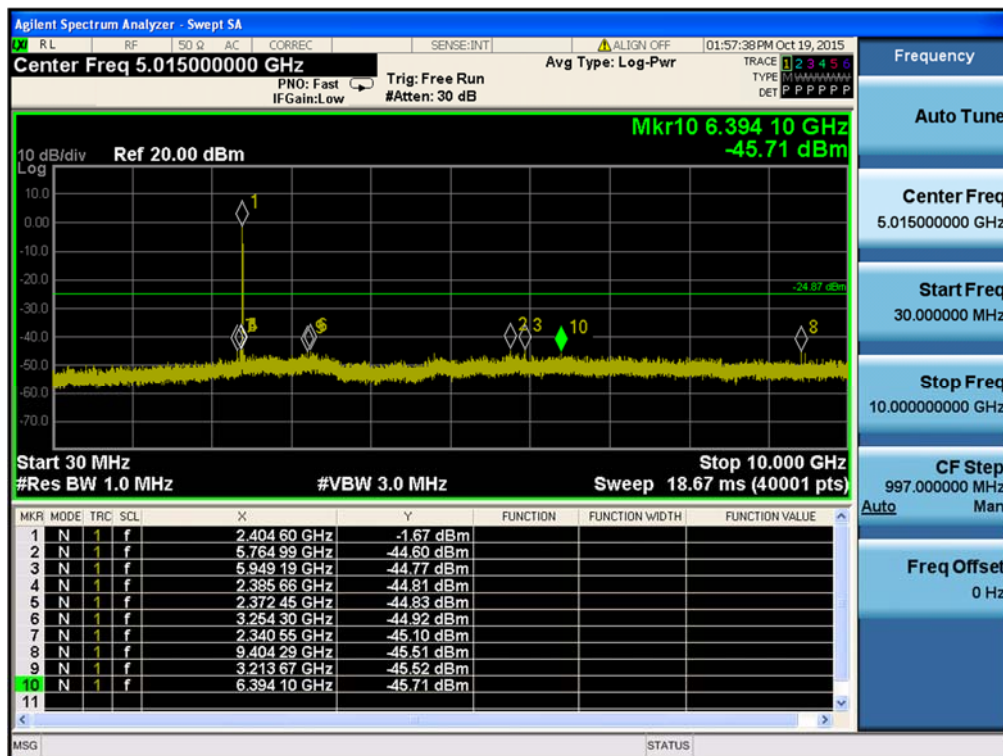 Agilent Spectrum Analyzer - Swept SA
LXI RL RF 50 Ω AC CORREC SENSE:INT ALIGN OFF 01:57:38 PM Oct 19, 2015
Center Freq 5.015000000 GHz
PNO: Fast
IFGain:Low
Trig: Free Run
#Atten: 30 dB
Avg Type: Log-Pwr
TRACE 1 2 3 4 5 6
TYPE MWWWWW
DET P P P P P P
Mkr10 6.394 10 GHz
-45.71 dBm
10 dB/div
Log
Ref 20.00 dBm
10.0
0.00
-10.0
-20.0
-30.0
-40.0
-50.0
-60.0
-70.0
1
-24.87 dBm
6
2
3
10
8
Start 30 MHz
#Res BW 1.0 MHz
#VBW 3.0 MHz
Stop 10.000 GHz
Sweep 18.67 ms (40001 pts)
MKR MODE TRC SCL X Y FUNCTION FUNCTION WIDTH FUNCTION VALUE
1 N 1 f 2.404 60 GHz -1.67 dBm
2 N 1 f 5.764 99 GHz -44.60 dBm
3 N 1 f 5.949 19 GHz -44.77 dBm
4 N 1 f 2.385 66 GHz -44.81 dBm
5 N 1 f 2.372 45 GHz -44.83 dBm
6 N 1 f 3.254 30 GHz -44.92 dBm
7 N 1 f 2.340 55 GHz -45.10 dBm
8 N 1 f 9.404 29 GHz -45.51 dBm
9 N 1 f 3.213 67 GHz -45.52 dBm
10 N 1 f 6.394 10 GHz -45.71 dBm
11
MSG
STATUS
Frequency
Auto Tune
Center Freq
5.015000000 GHz
Start Freq
30.000000 MHz
Stop Freq
10.000000000 GHz
CF Step
997.000000 MHz
Auto Man
Freq Offset
0 Hz